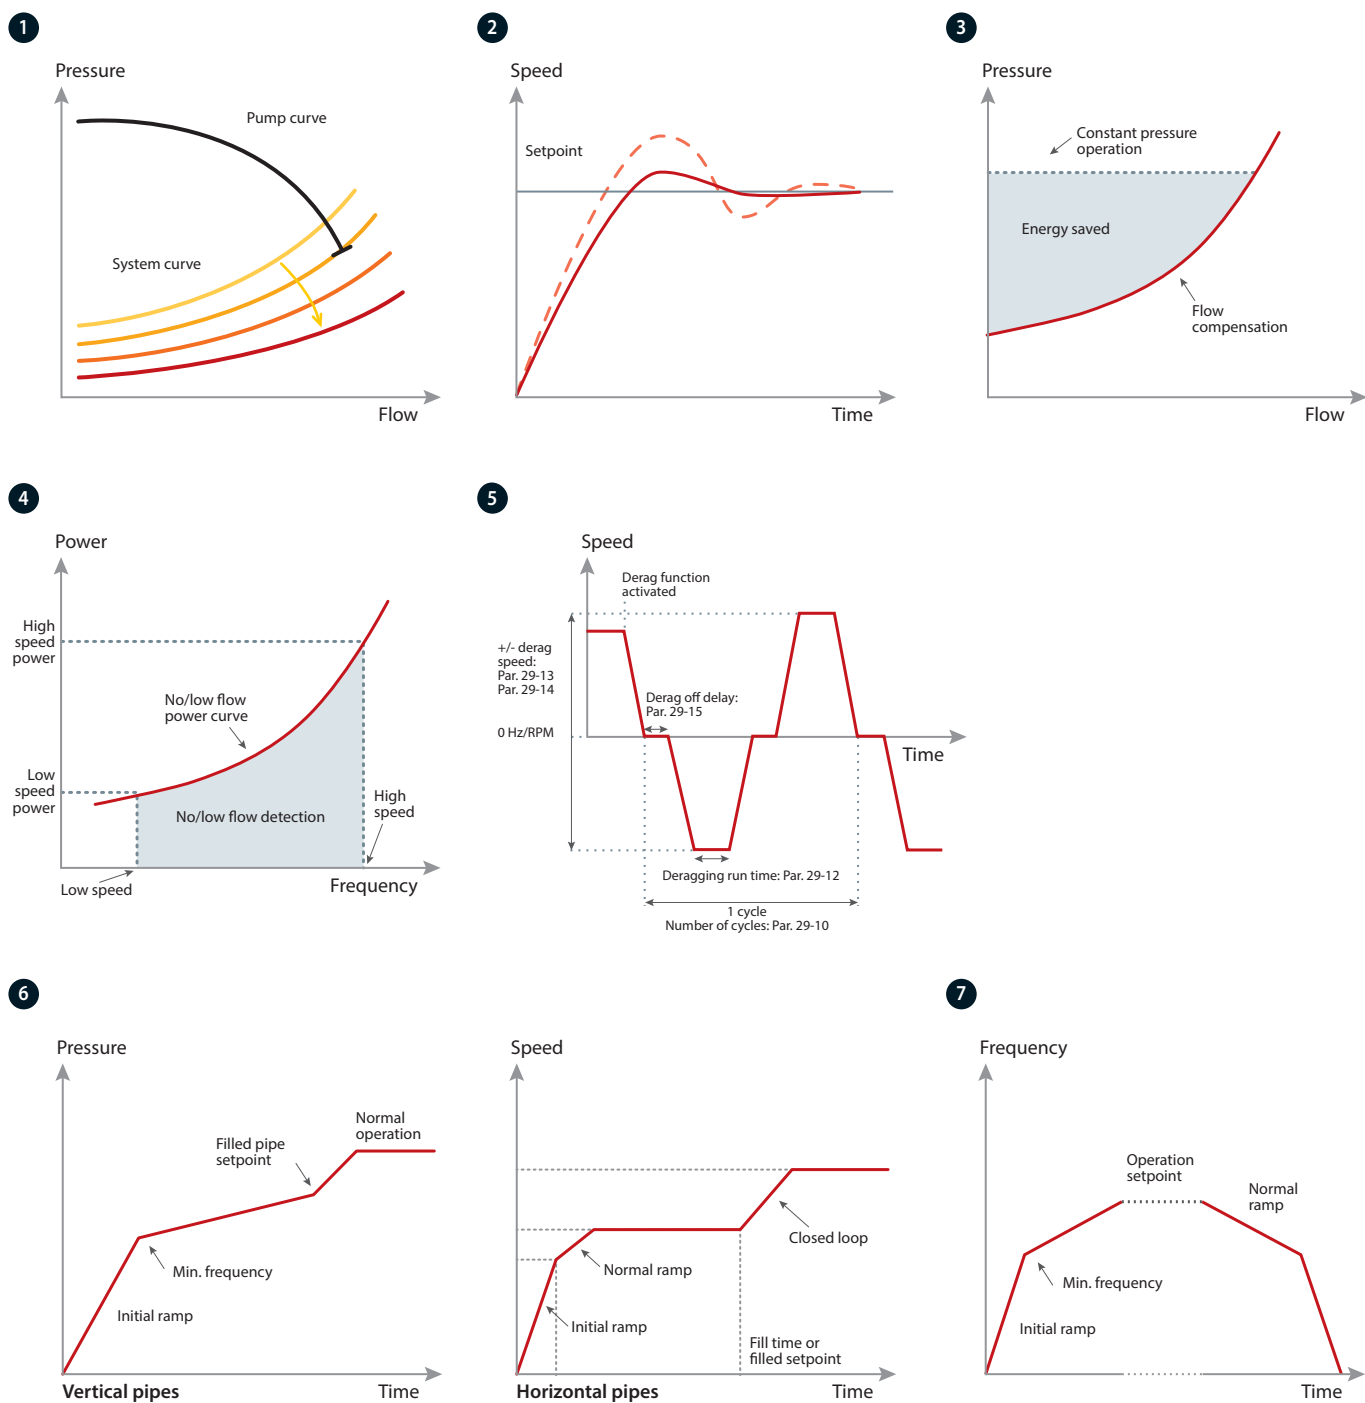 1
Pressure
Pump curve
System curve
Flow
2
Speed
Setpoint
Time
3
Pressure
Constant pressure
operation
Energy saved
Flow
compensation
Flow
4
Power
High
speed
power
No/low flow
power curve
Low
speed
power
High
speed
No/low flow detection
Low speed
Frequency
5
Speed
Derag function
activated
+/- derag
speed:
Par. 29-13
Par. 29-14
Derag off delay:
Par. 29-15
0 Hz/RPM
Time
Deragging run time: Par. 29-12
1 cycle
Number of cycles: Par. 29-10
6
Pressure
Normal
operation
Filled pipe
setpoint
Min. frequency
Initial ramp
Vertical pipes
Time
Speed
Closed loop
Normal ramp
Initial ramp
Fill time or
filled setpoint
Horizontal pipes
Time
7
Frequency
Operation
setpoint
Normal
ramp
Min. frequency
Initial ramp
Time